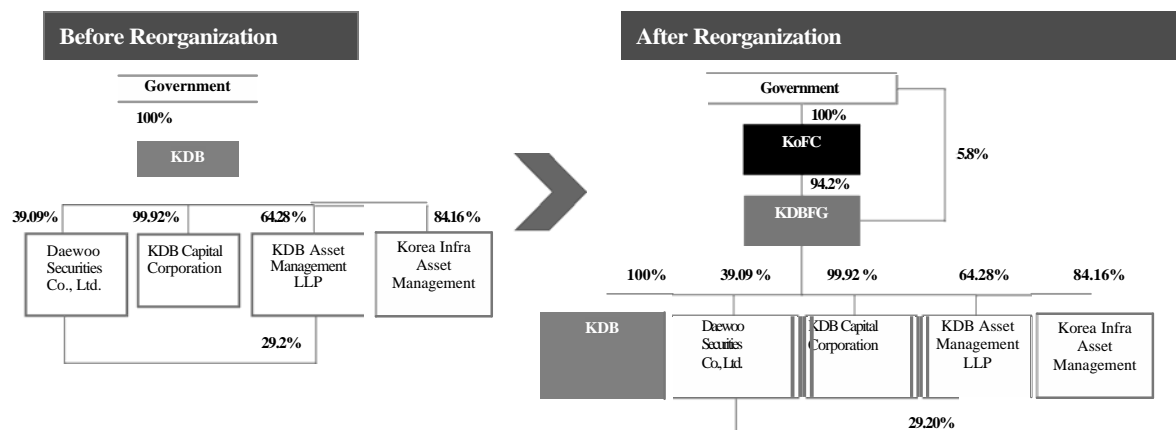 Before Reorganization
Government
100%
KDB
39.09%
99.92%
64.28%
84.16%
Daewoo
Securities
Co., Ltd.
KDB Capital
Corporation
KDB Asset
Management
LLP
Korea Infra
Asset
Management
29.2%
After Reorganization
Government
100%
KoFC
5.8%
94.2%
KDBFG
100%
39.09%
99.92%
64.28%
84.16%
KDB
Daewoo
Securities
Co., Ltd.
KDB Capital
Corporation
KDB Asset
Management
LLP
Korea Infra
Asset
Management
29.20%